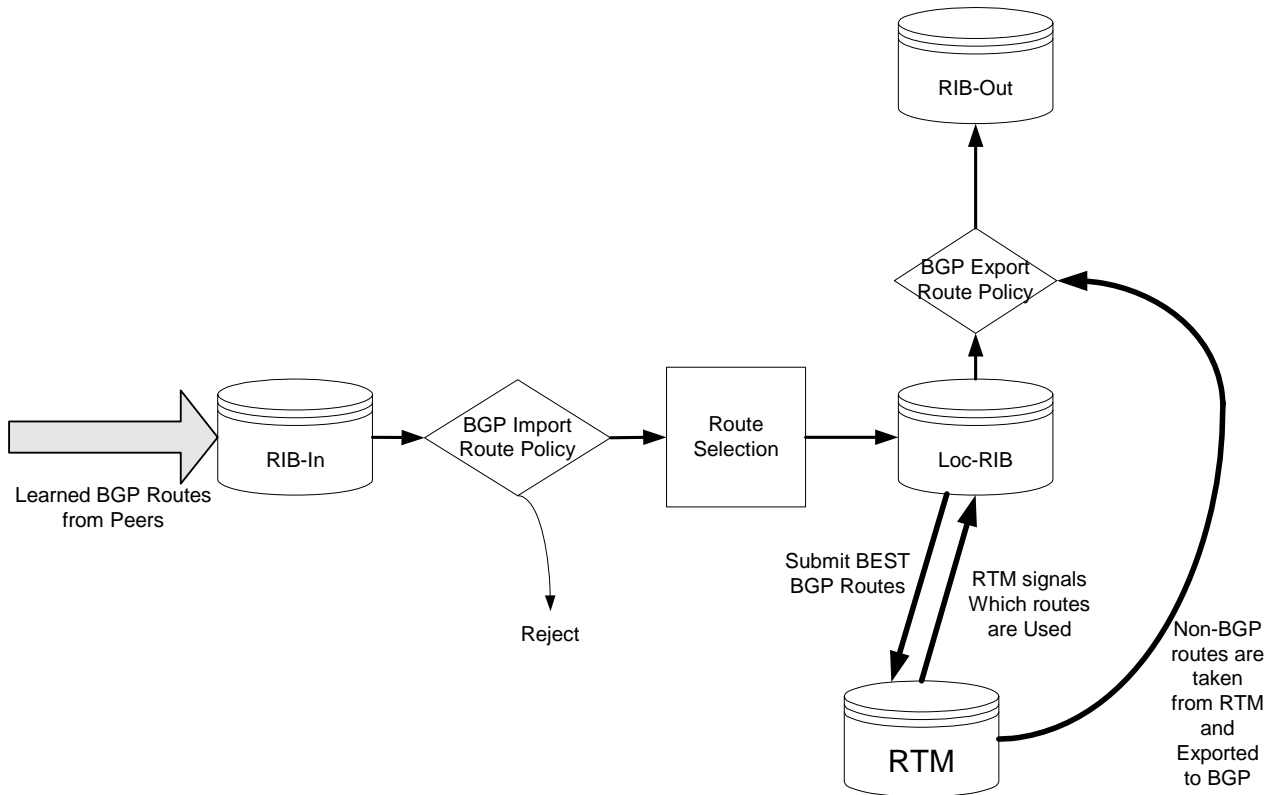 RIB-Out
BGP Export
Route Policy
BGP Import
Route Policy
Route
Selection
RIB-In
Loc-RIB
Learned BGP Routes
from Peers
Submit BEST
BGP Routes
RTM signals
Which routes
are Used
Reject
Non-BGP
routes are
taken
from RTM
and
Exported
to BGP
RTM